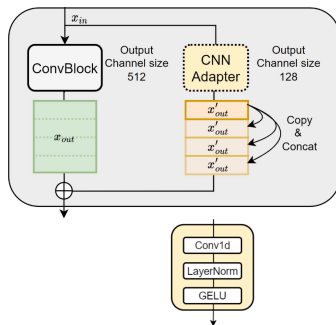 x_in
ConvBlock
Output
Channel size
512
CNN
Adapter
Output
Channel size
128
x_out
x'_out
x'_out
x'_out
x'_out
Copy
&
Concat
Conv1d
LayerNorm
GELU